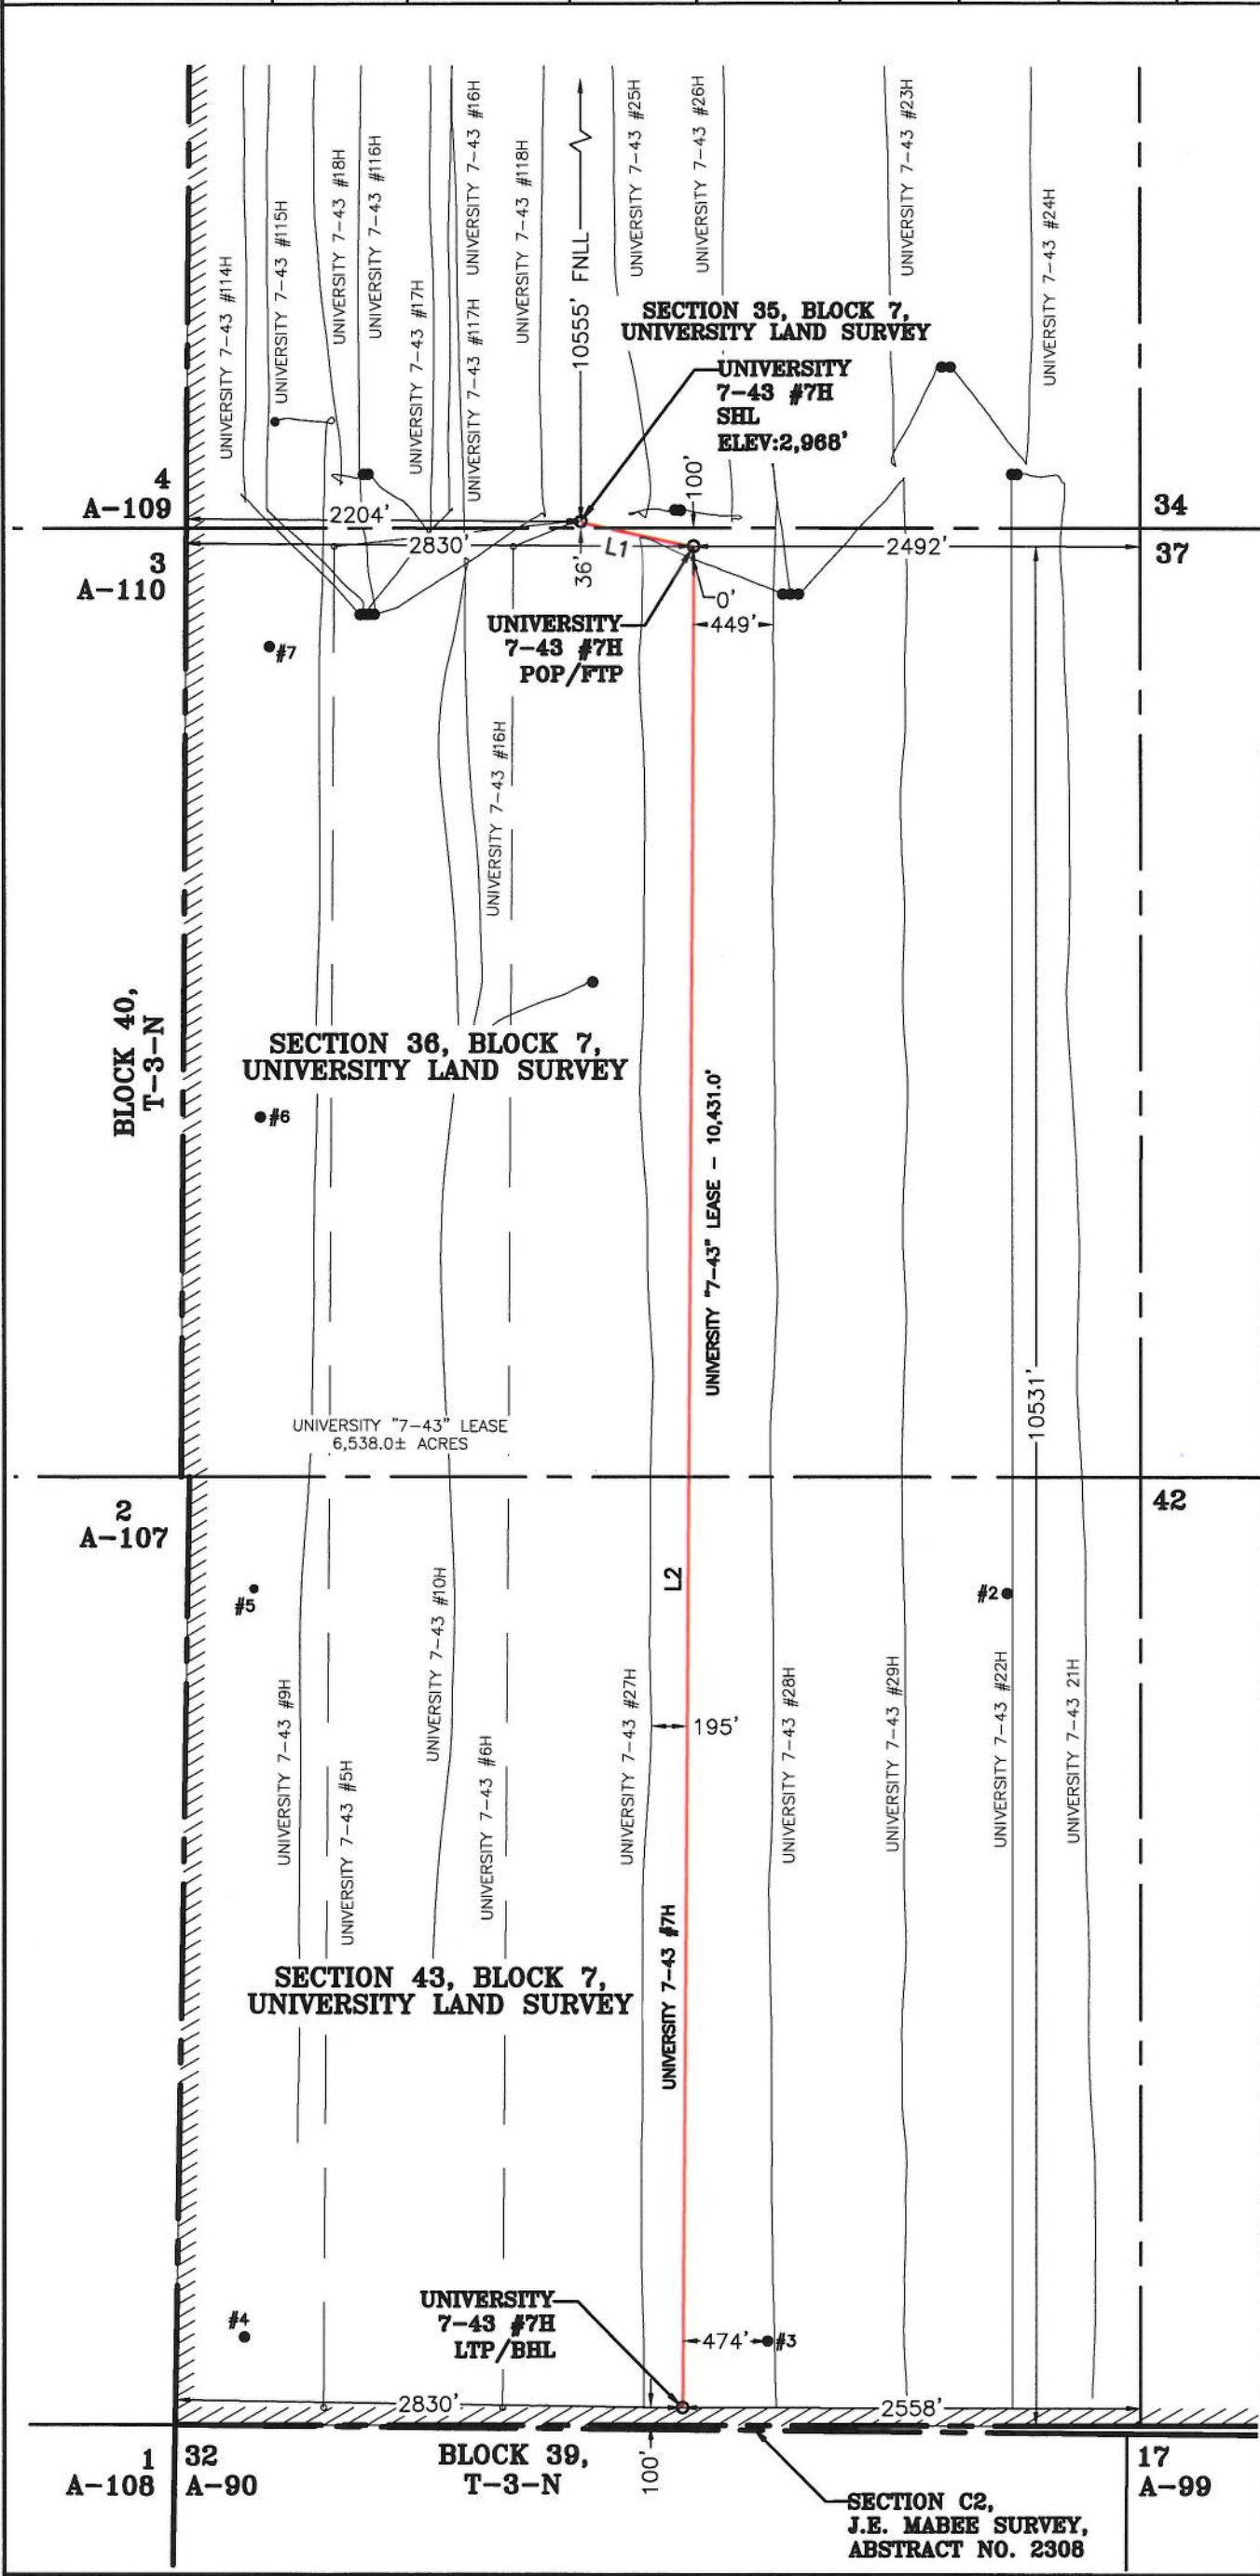 UNIVERSITY 7-43 #114H
UNIVERSITY 7-43 #115H
UNIVERSITY 7-43 #18H
UNIVERSITY 7-43 #116H
UNIVERSITY 7-43 #17H
UNIVERSITY 7-43 #117H
UNIVERSITY 7-43 #16H
UNIVERSITY 7-43 #118H
10555' FNLL
UNIVERSITY 7-43 #25H
UNIVERSITY 7-43 #26H
UNIVERSITY 7-43 #23H
UNIVERSITY 7-43 #24H
SECTION 35, BLOCK 7,
UNIVERSITY LAND SURVEY
UNIVERSITY
7-43 #7H
SHL
ELEV:2,968'
100'
4
A-109
2204'
34
3
A-110
2830'
36'
L1
2492'
37
0'
449'
UNIVERSITY
7-43 #7H
POP/FTP
#7
UNIVERSITY 7-43 #16H
BLOCK 40,
T-3-N
SECTION 36, BLOCK 7,
UNIVERSITY LAND SURVEY
#6
UNIVERSITY "7-43" LEASE - 10,431.0'
10531'
UNIVERSITY "7-43" LEASE
6,538.0± ACRES
2
A-107
42
#5
L2
#2
UNIVERSITY 7-43 #9H
UNIVERSITY 7-43 #5H
UNIVERSITY 7-43 #10H
UNIVERSITY 7-43 #6H
UNIVERSITY 7-43 #27H
195'
UNIVERSITY 7-43 #28H
UNIVERSITY 7-43 #29H
UNIVERSITY 7-43 #22H
UNIVERSITY 7-43 21H
UNIVERSITY 7-43 #7H
SECTION 43, BLOCK 7,
UNIVERSITY LAND SURVEY
UNIVERSITY
7-43 #7H
LTP/BHL
#4
474'
#3
2830'
2558'
1
A-108
32
A-90
BLOCK 39,
T-3-N
100'
17
A-99
SECTION C2,
J.E. MABEE SURVEY,
ABSTRACT NO. 2308